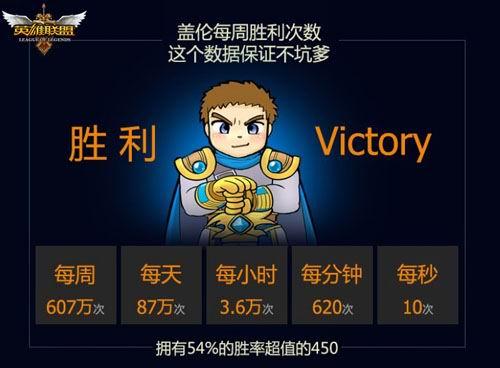 英雄联盟
LEAGUE OF LEGENDS
盖伦每周胜利次数
这个数据保证不坑爹
胜利 Victory
每周 每天 每小时 每分钟 每秒
607万次 87万次 3.6万次 620次 10次
拥有54%的胜率超值的450